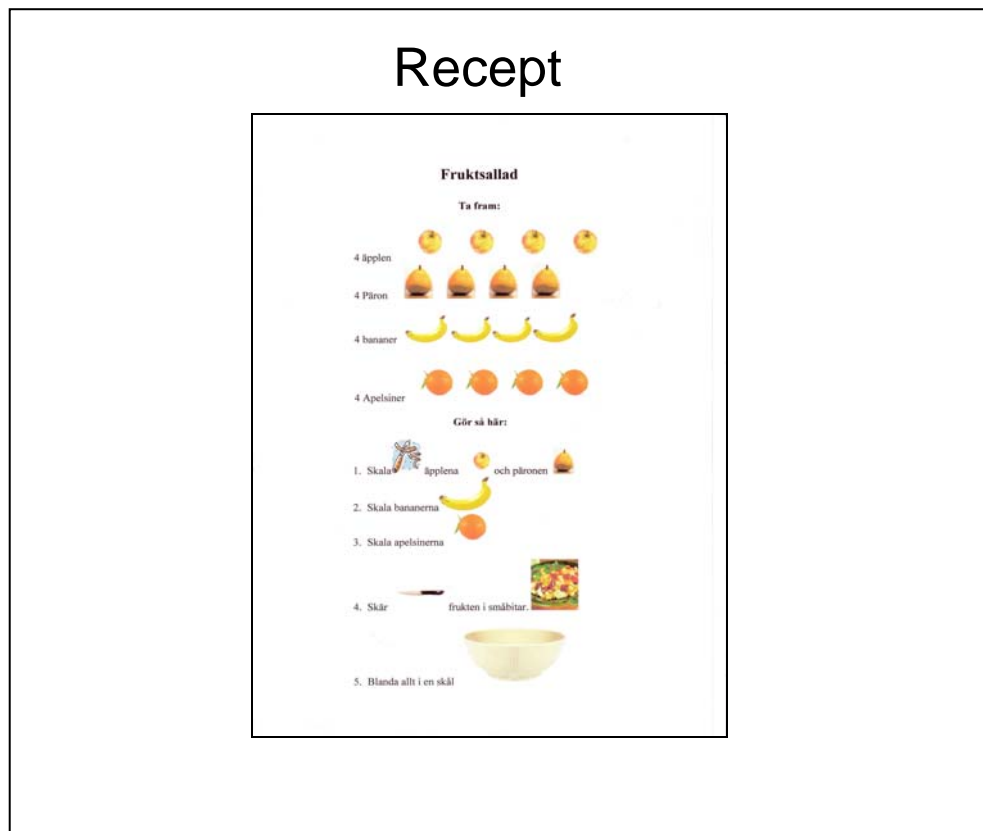 Recept
Fruktsallad
Ta fram:
4 äpplen
4 Päron
4 bananer
4 Apelsiner
Gör så här:
1. Skala äpplena och päronen
2. Skala bananerna
3. Skala apelsinerna
4. Skär frukten i småbitar.
5. Blanda allt i en skål